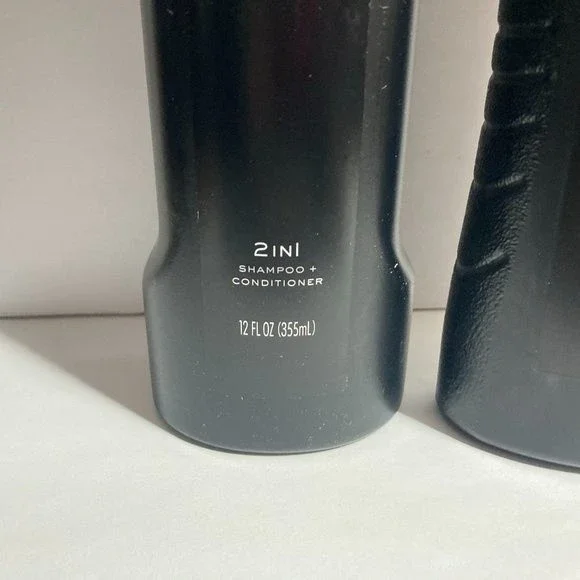 2IN1
SHAMPOO +
CONDITIONER
12 FL OZ (355mL)